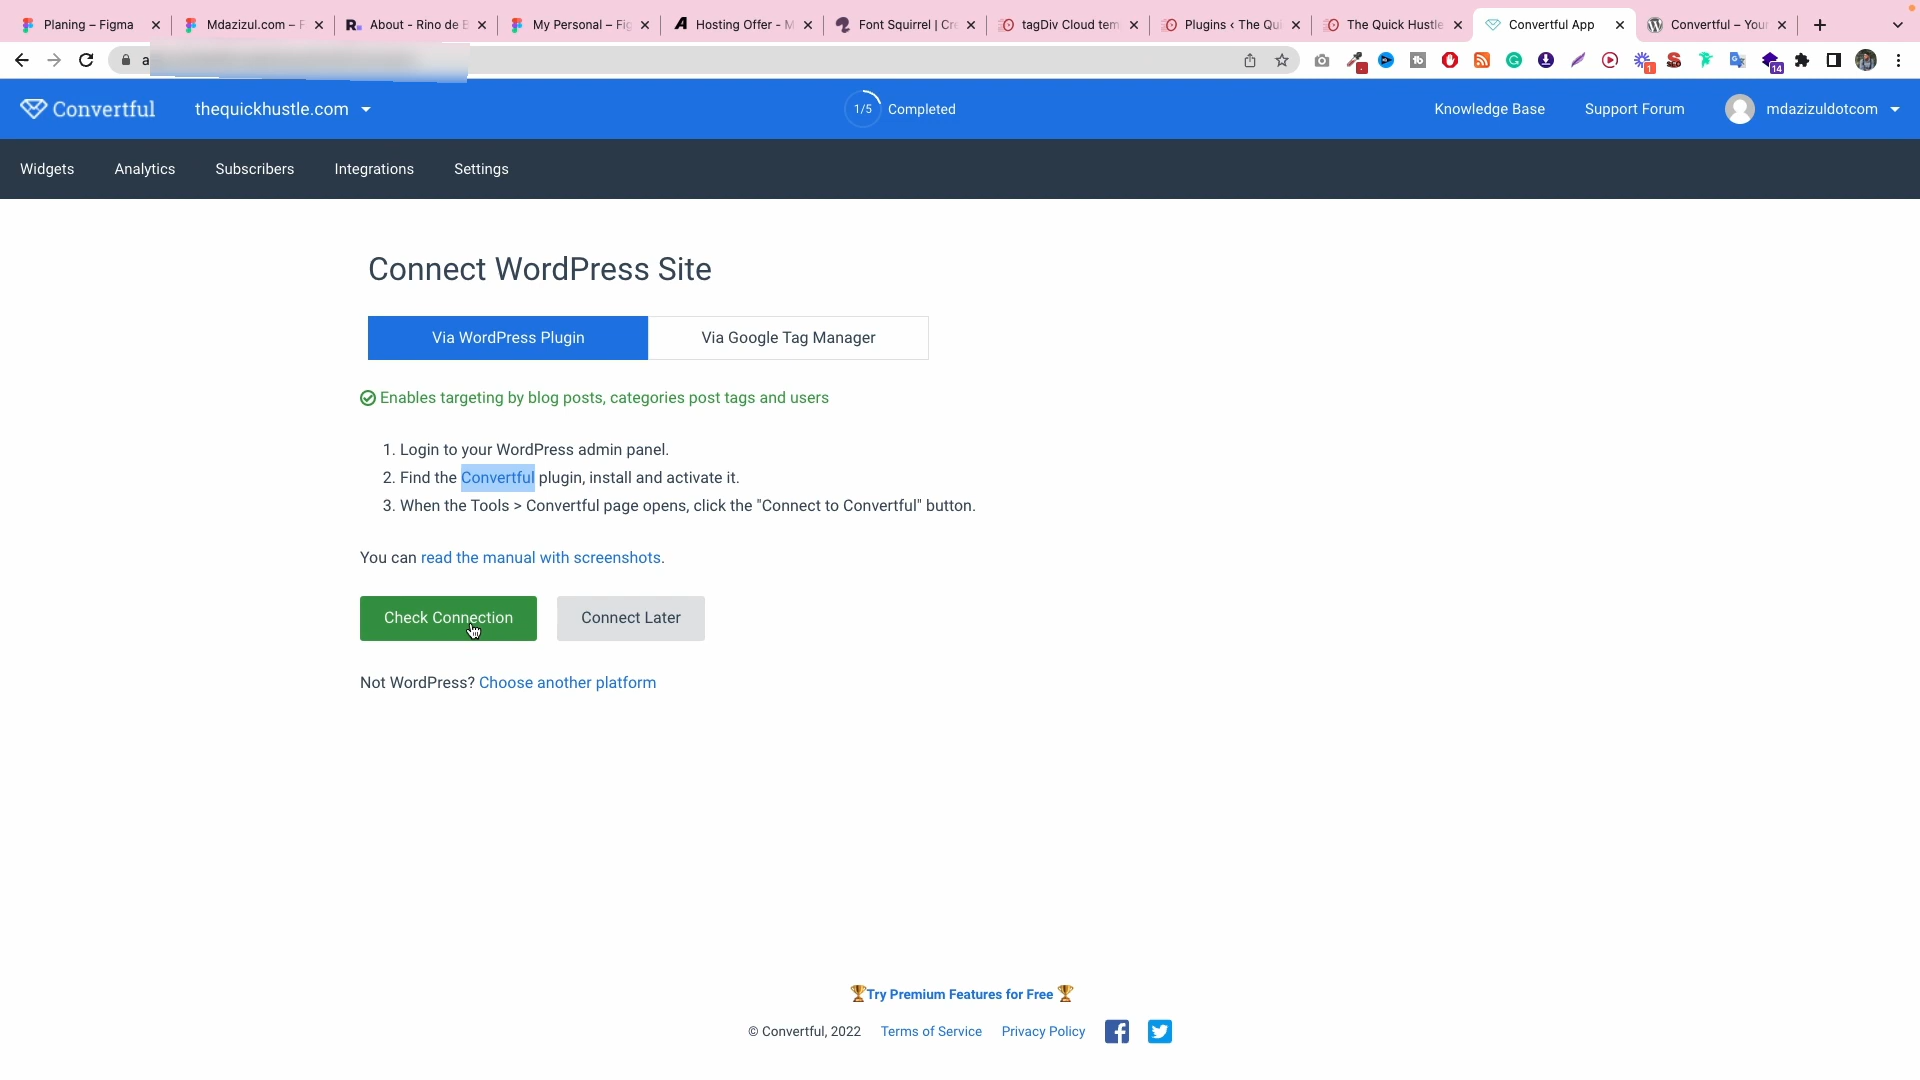 Planing – Figma
Mdazizul.com – F
About - Rino de B
My Personal – Fig
Hosting Offer - M
Font Squirrel | Cre
tagDiv Cloud tem
Plugins ‹ The Qui
The Quick Hustle
Convertful App
Convertful – Your
Convertful
thequickhustle.com
1/5 Completed
Knowledge Base
Support Forum
mdazizuldotcom
Widgets
Analytics
Subscribers
Integrations
Settings
Connect WordPress Site
Via WordPress Plugin
Via Google Tag Manager
Enables targeting by blog posts, categories post tags and users
1. Login to your WordPress admin panel.
2. Find the Convertful plugin, install and activate it.
3. When the Tools > Convertful page opens, click the "Connect to Convertful" button.
You can read the manual with screenshots.
Check Connection
Connect Later
Not WordPress? Choose another platform
🏆Try Premium Features for Free 🏆
© Convertful, 2022
Terms of Service
Privacy Policy